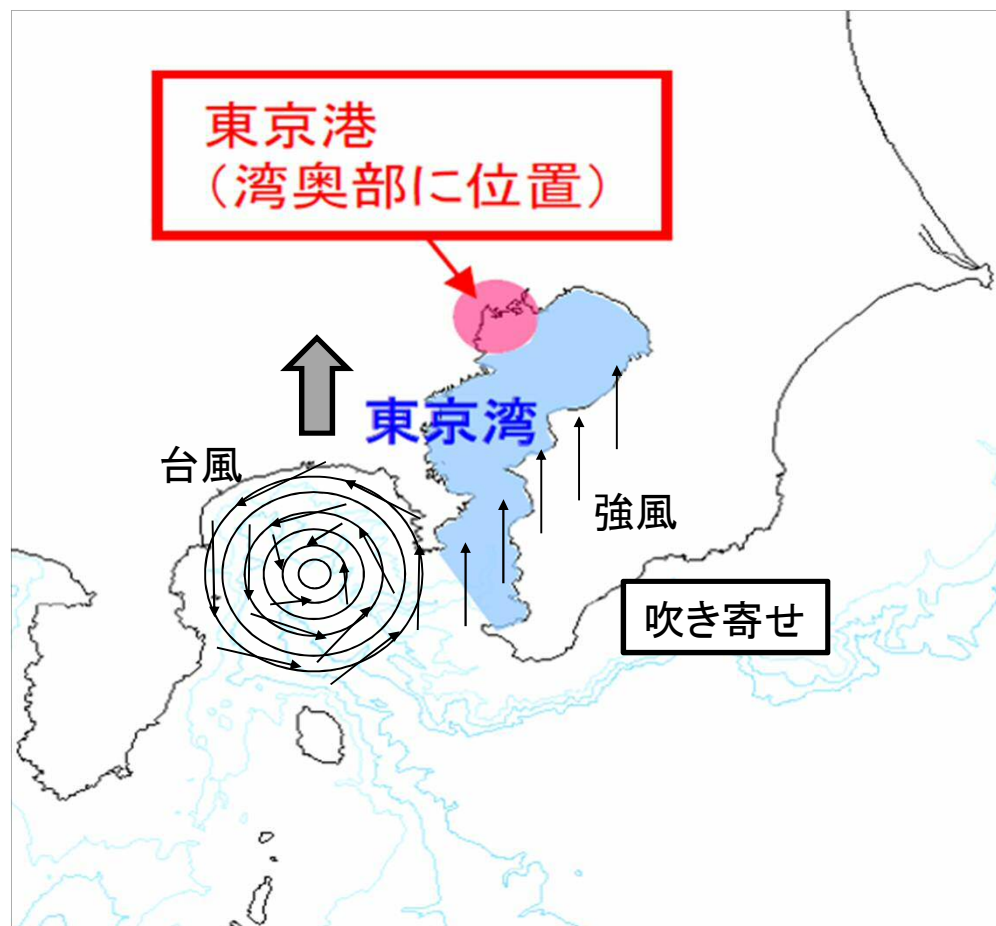 東京港
（湾奥部に位置）
東京湾
台風
強風
吹き寄せ